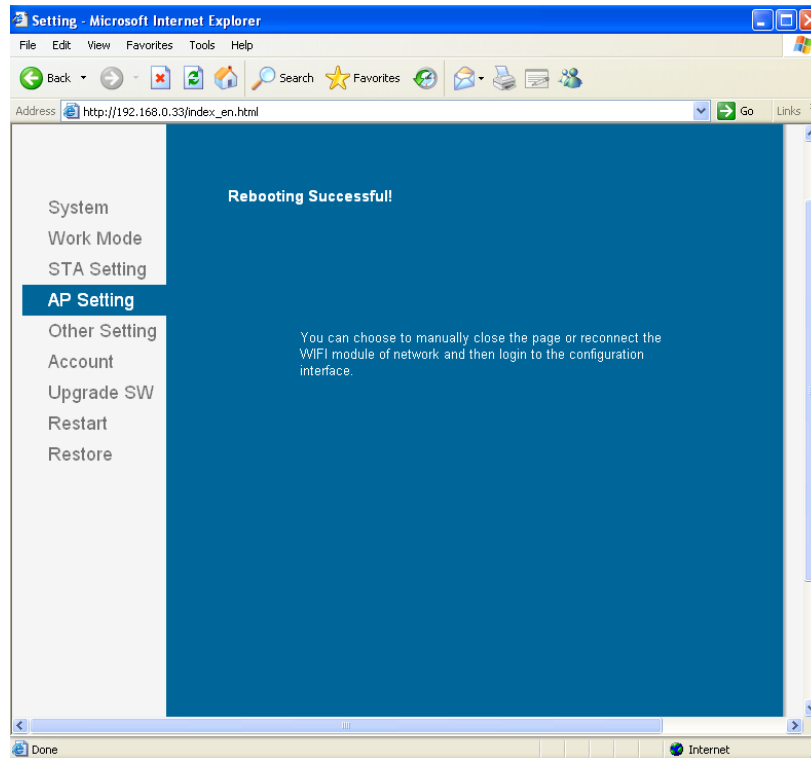 Setting - Microsoft Internet Explorer
File Edit View Favorites Tools Help
Back Search Favorites
Address http://192.168.0.33/index_en.html Go Links
Rebooting Successful!
System
Work Mode
STA Setting
AP Setting
Other Setting
Account
Upgrade SW
Restart
Restore
You can choose to manually close the page or reconnect the
WIFI module of network and then login to the configuration
interface.
Done Internet